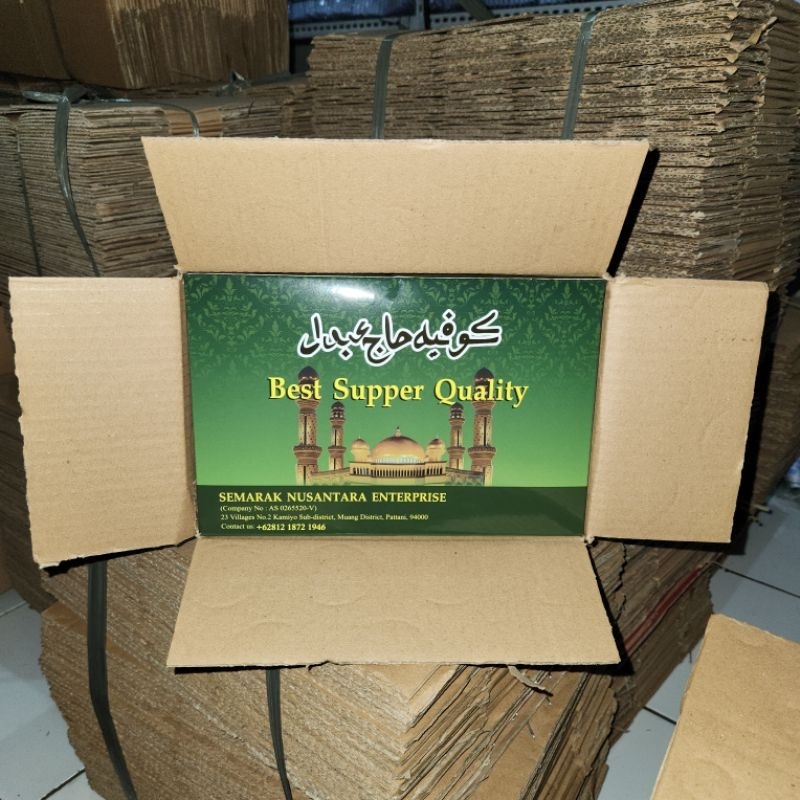 كوفيه حاج عبدل
Best Supper Quality
SEMARAK NUSANTARA ENTERPRISE
(Company No : AS 0265520-V)
23 Villages No.2 Kamiyo Sub-district, Muang District, Pattani, 94000
Contact us: +62812 1872 1946